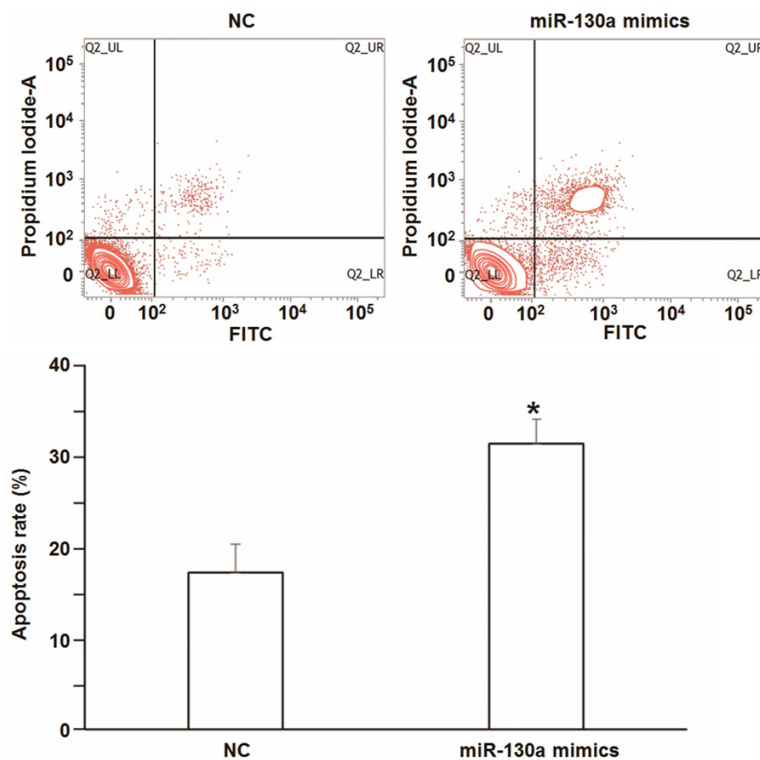 NC
miR-130a mimics
Q2_UL
Q2_UR
Q2_UL
Q2_UR
Propidium Iodide-A
10⁵
10⁴
10³
10²
0
Q2_LL
Q2_LR
0
10²
10³
10⁴
10⁵
FITC
Propidium Iodide-A
10⁵
10⁴
10³
10²
0
Q2_LL
Q2_LR
0
10²
10³
10⁴
10⁵
FITC
Apoptosis rate (%)
40
30
20
10
0
*
NC
miR-130a mimics